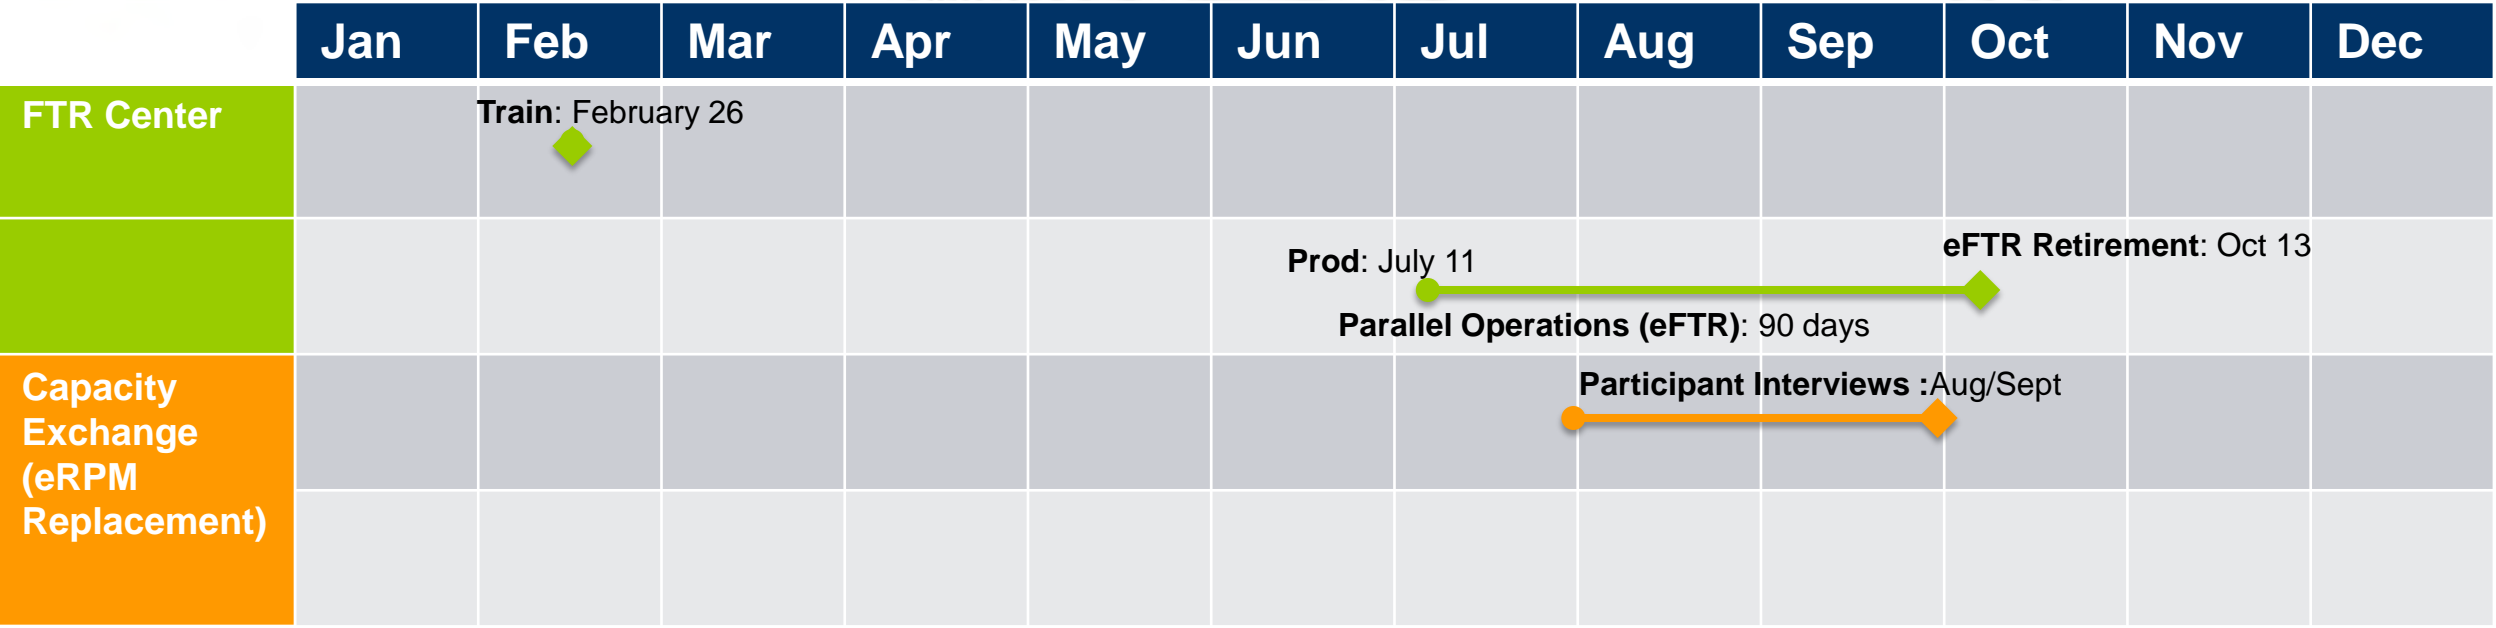 Jan Feb Mar Apr May Jun Jul Aug Sep Oct Nov Dec
FTR Center
Train: February 26
eFTR Retirement: Oct 13
Prod: July 11
Parallel Operations (eFTR): 90 days
Capacity
Exchange
(eRPM
Replacement)
Participant Interviews :Aug/Sept